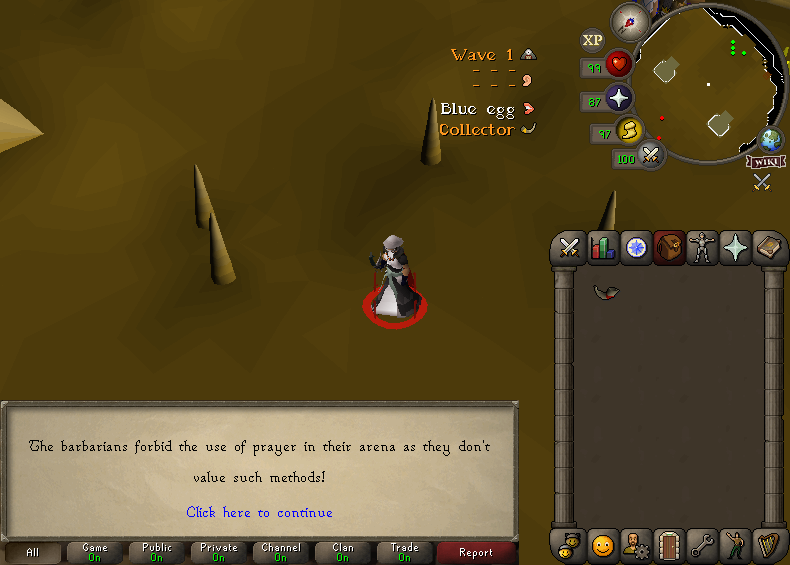 Wave 1
- - -
- - -
Blue egg
Collector
XP
99
87
97
100
WIKI
The barbarians forbid the use of prayer in their arena as they don't
value such methods!
Click here to continue
All
Game
On
Public
On
Private
On
Channel
On
Clan
On
Trade
On
Report